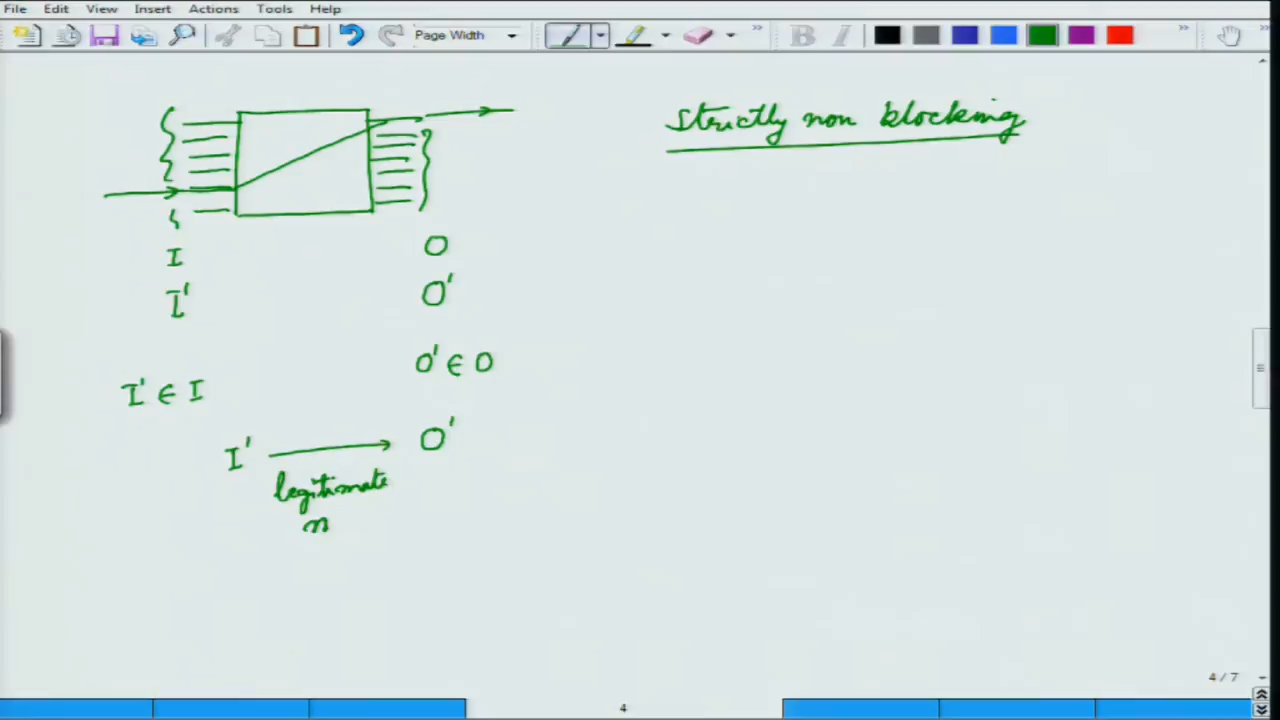 File Edit View Insert Actions Tools Help
Page Width
B I
Strictly non blocking
I O
I' O'
O' ∈ O
I' ∈ I
I' → O'
legitimate
m
4 / 7
4